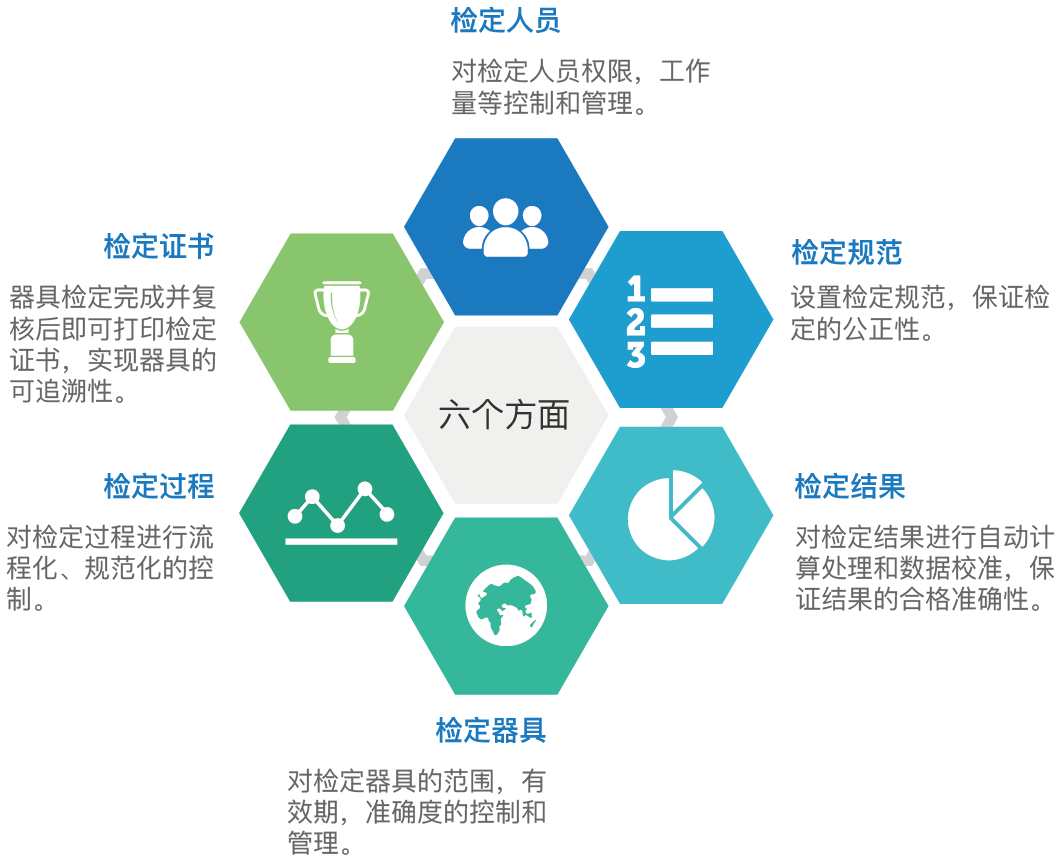 检定人员
对检定人员权限，工作
量等控制和管理。
检定证书
器具检定完成并复
核后即可打印检定
证书，实现器具的
可追溯性。
检定规范
设置检定规范，保证检
定的公正性。
1
2
3
六个方面
检定过程
对检定过程进行流
程化、规范化的控
制。
检定结果
对检定结果进行自动计
算处理和数据校准，保
证结果的合格准确性。
检定器具
对检定器具的范围，有
效期，准确度的控制和
管理。